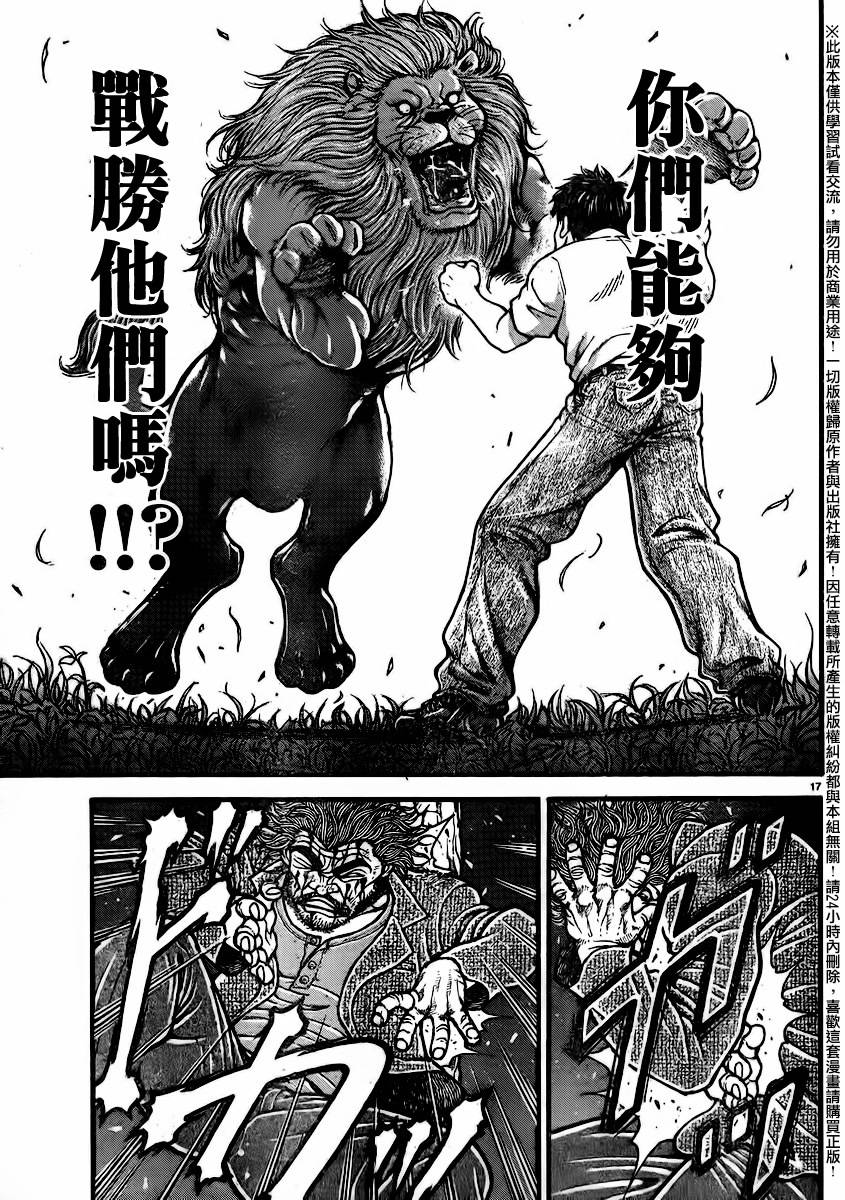 你們能夠
戰勝他們嗎!!?
※此版本僅供學習試看交流，請勿用於商業用途！一切版權歸原作者與出版社擁有！因任意轉載所產生的版權糾紛都與本組無關！請24小時內刪除，喜歡這套漫畫請購買正版！
17
ガッ
ドカッ